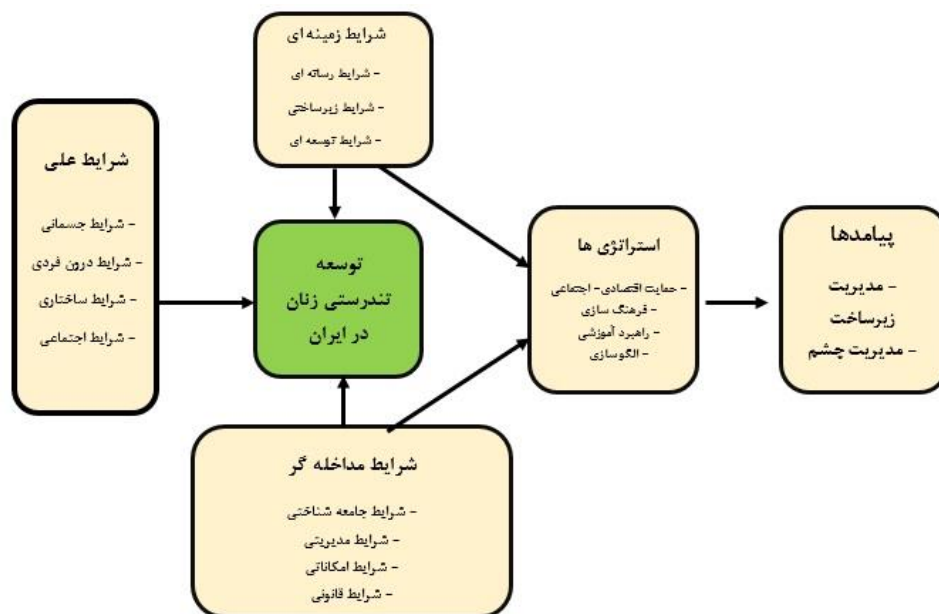 شرایط زمینه ای
- شرایط رسانه ای
- شرایط زیرساختی
- شرایط توسعه ای
شرایط علی
- شرایط جسمانی
- شرایط درون فردی
- شرایط ساختاری
- شرایط اجتماعی
توسعه
تندرستی زنان
در ایران
استراتژی ها
- حمایت اقتصادی- اجتماعی
- فرهنگ سازی
- راهبرد آموزشی
- الگوسازی
پیامدها
- مدیریت
زیرساخت
- مدیریت چشم
شرایط مداخله گر
- شرایط جامعه شناختی
- شرایط مدیریتی
- شرایط امکاناتی
- شرایط قانونی